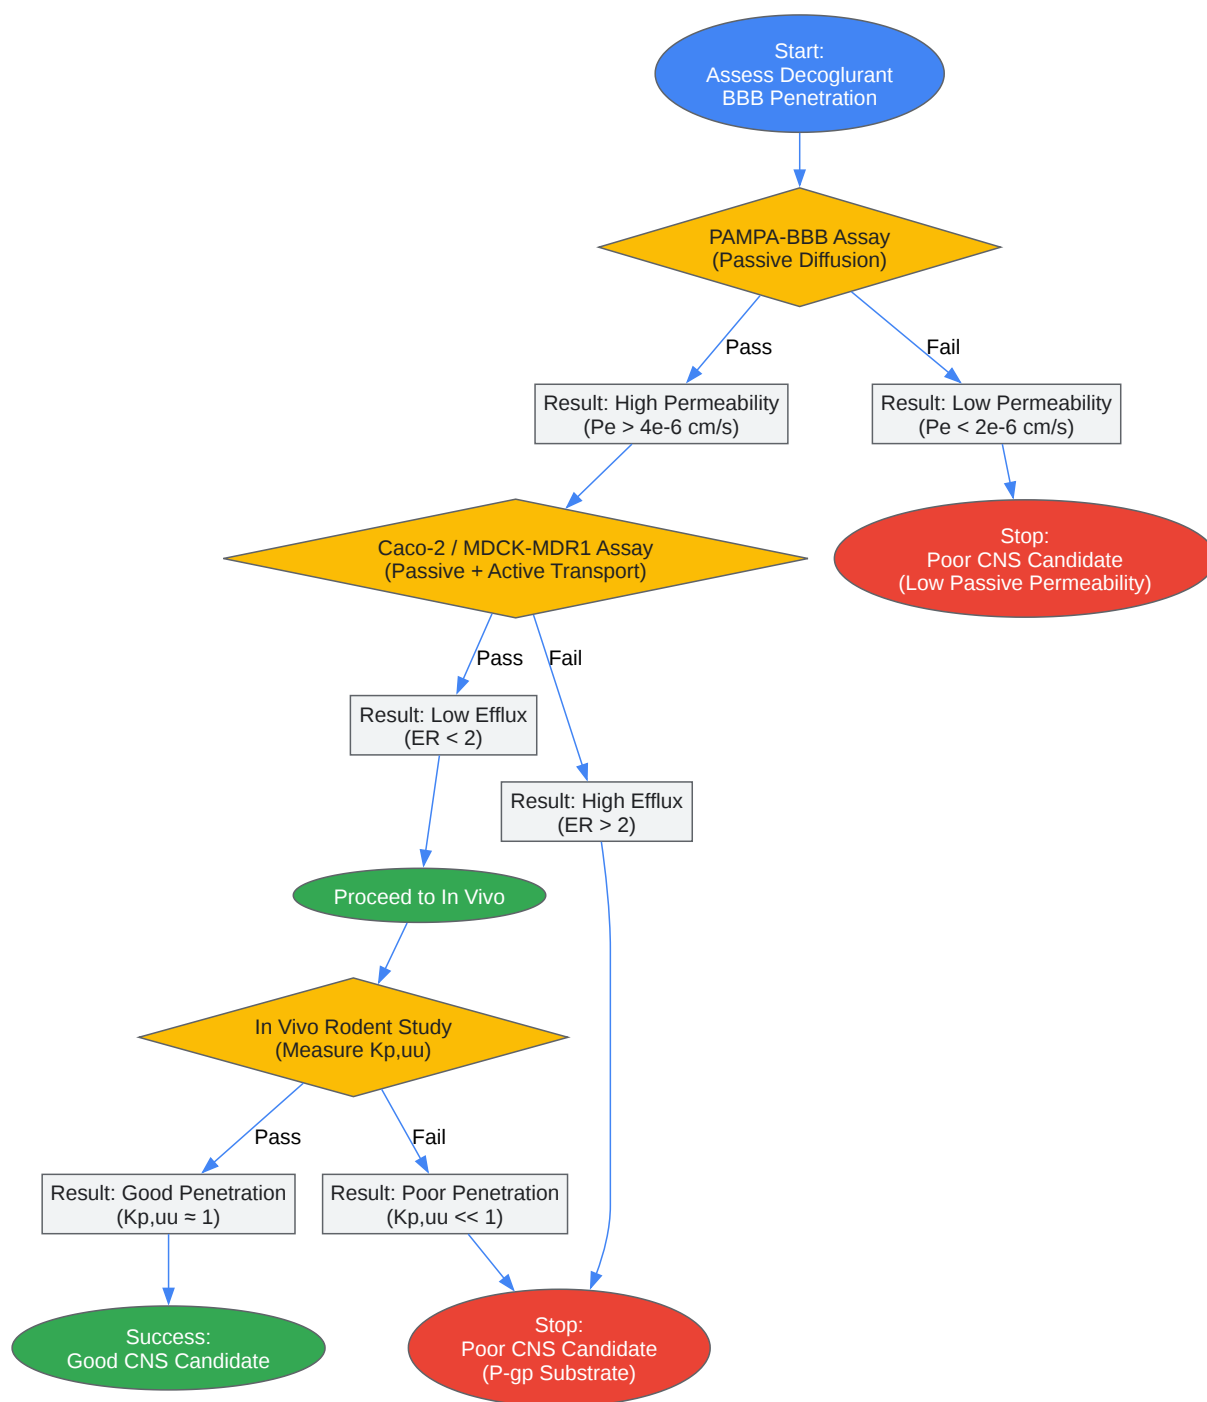 Start:
Assess Decoglurant
BBB Penetration
PAMPA-BBB Assay
(Passive Diffusion)
Pass
Fail
Result: High Permeability
(Pe > 4e-6 cm/s)
Result: Low Permeability
(Pe < 2e-6 cm/s)
Caco-2 / MDCK-MDR1 Assay
(Passive + Active Transport)
Stop:
Poor CNS Candidate
(Low Passive Permeability)
Pass
Fail
Result: Low Efflux
(ER < 2)
Result: High Efflux
(ER > 2)
Proceed to In Vivo
In Vivo Rodent Study
(Measure Kp,uu)
Pass
Fail
Result: Good Penetration
(Kp,uu ≈ 1)
Result: Poor Penetration
(Kp,uu << 1)
Success:
Good CNS Candidate
Stop:
Poor CNS Candidate
(P-gp Substrate)